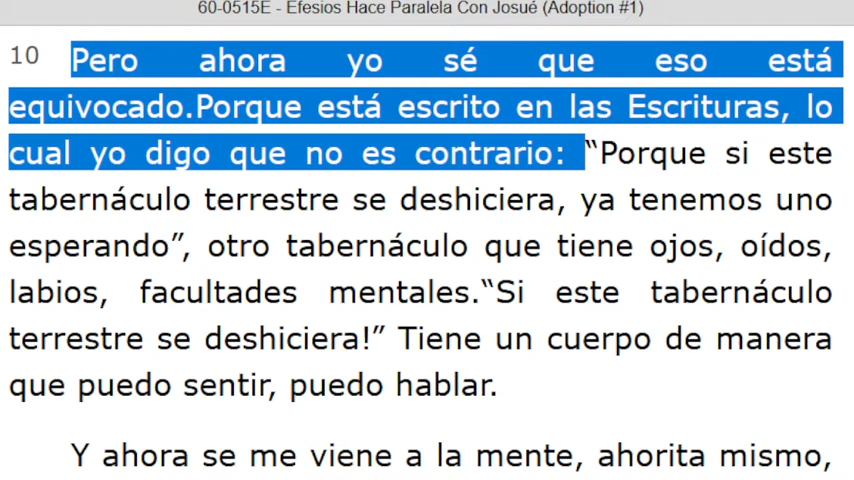 60-0515E - Efesios Hace Paralela Con Josué (Adoption #1)
10 Pero ahora yo sé que eso está
equivocado.Porque está escrito en las Escrituras, lo
cual yo digo que no es contrario: “Porque si este
tabernáculo terrestre se deshiciera, ya tenemos uno
esperando”, otro tabernáculo que tiene ojos, oídos,
labios, facultades mentales.“Si este tabernáculo
terrestre se deshiciera!” Tiene un cuerpo de manera
que puedo sentir, puedo hablar.
Y ahora se me viene a la mente, ahorita mismo,